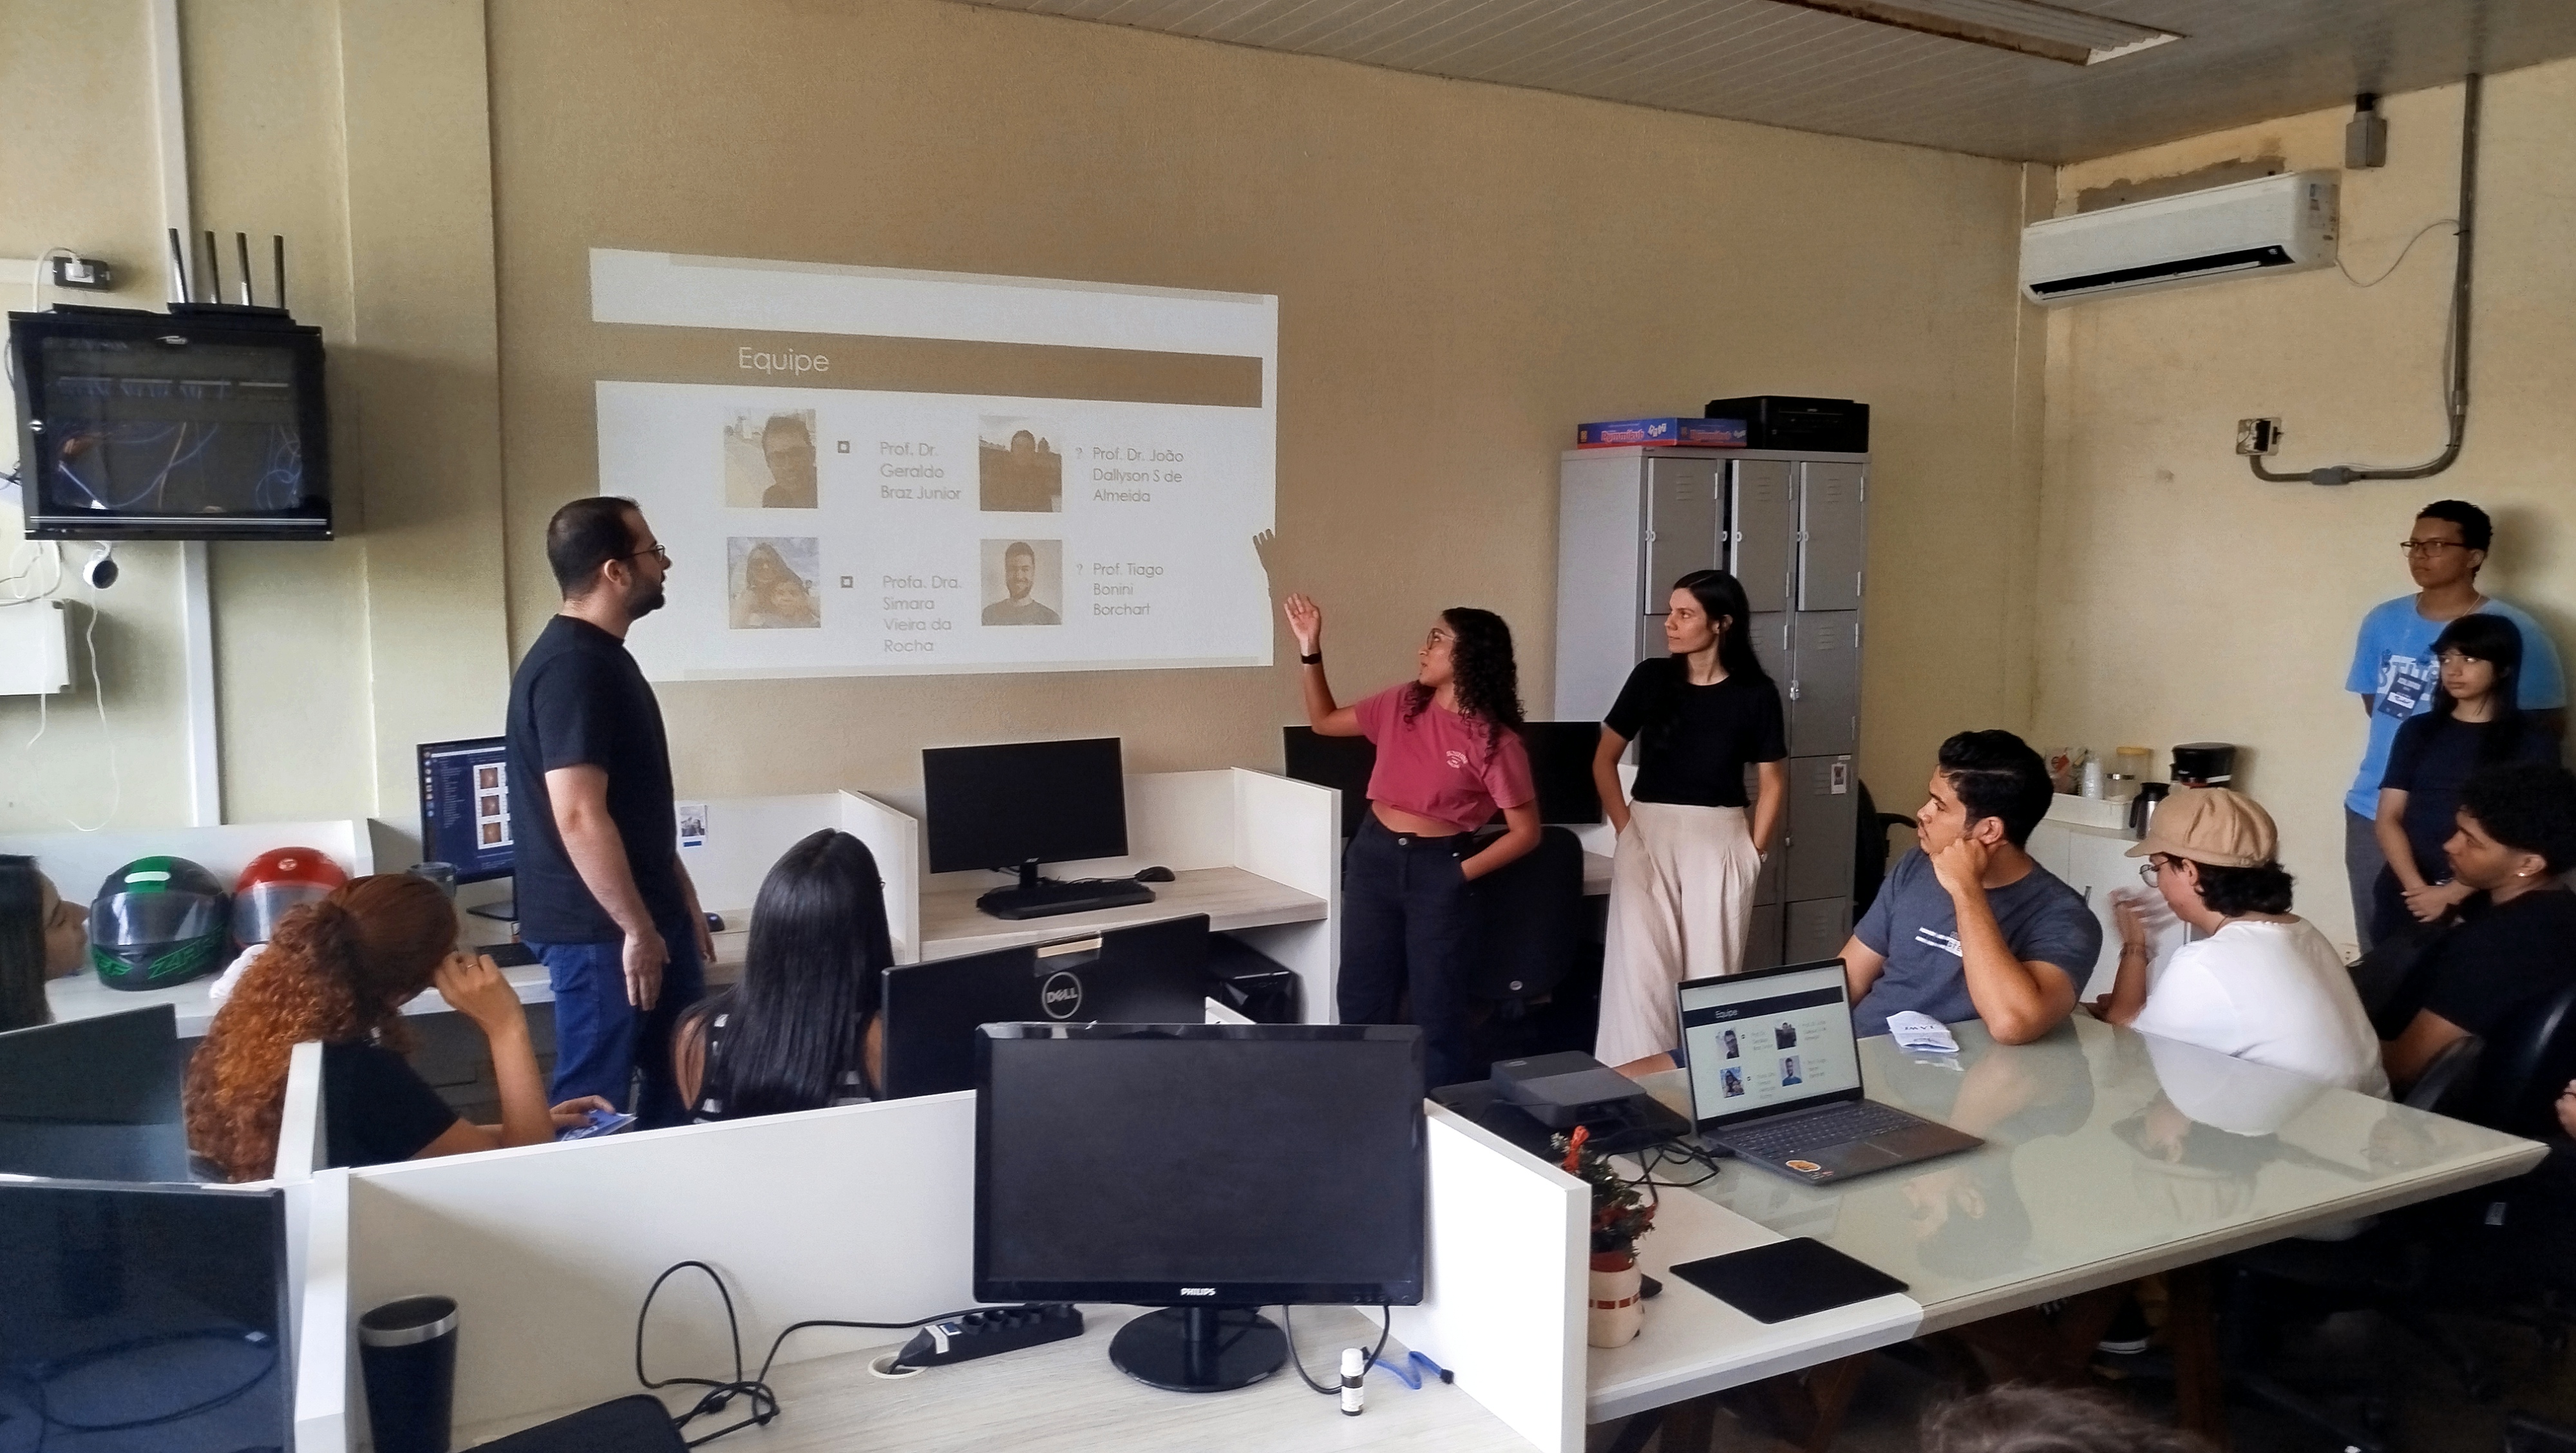 Equipe
Prof. Dr.
Geraldo
Braz Junior
? Prof. Dr. João
Dallyson S de
Almeida
Profa. Dra.
Simara
Vieira da
Rocha
? Prof. Tiago
Bonini
Borchart
Rummikub
DELL
PHILIPS
Equipe